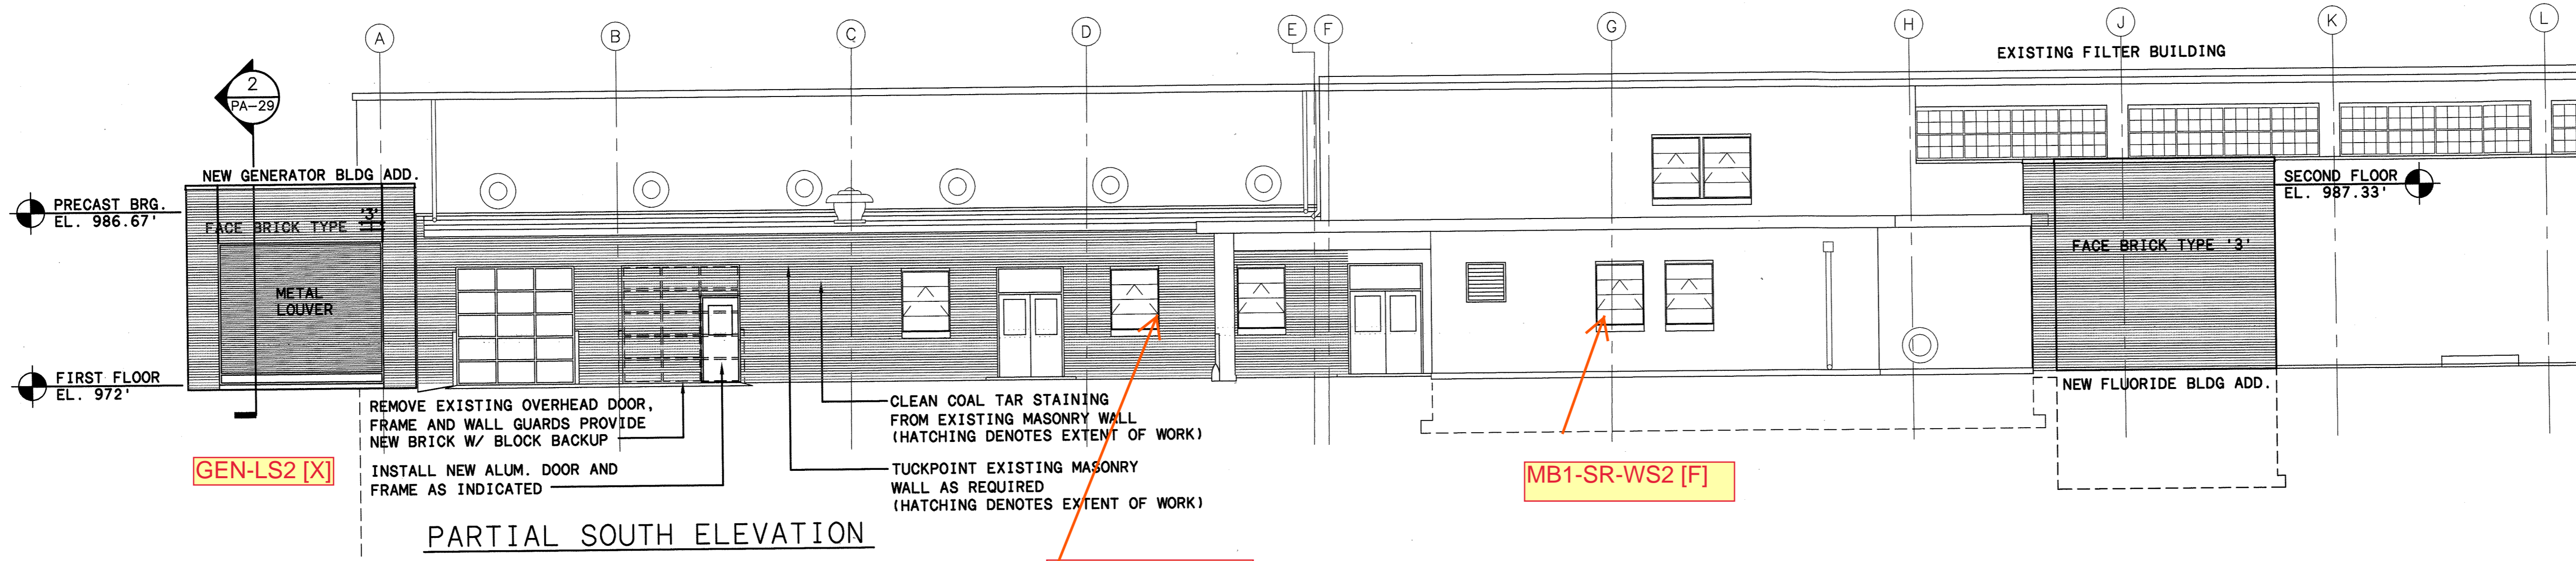 A
B
C
D
E
F
G
H
J
K
L
EXISTING FILTER BUILDING
2
PA-29
NEW GENERATOR BLDG ADD.
PRECAST BRG.
EL. 986.67'
SECOND FLOOR
EL. 987.33'
'3'
FACE BRICK TYPE
FACE BRICK TYPE '3'
METAL
LOUVER
FIRST FLOOR
EL. 972'
NEW FLUORIDE BLDG ADD.
REMOVE EXISTING OVERHEAD DOOR,
FRAME AND WALL GUARDS PROVIDE
NEW BRICK W/ BLOCK BACKUP
CLEAN COAL TAR STAINING
FROM EXISTING MASONRY WALL
(HATCHING DENOTES EXTENT OF WORK)
GEN-LS2 [X]
INSTALL NEW ALUM. DOOR AND
FRAME AS INDICATED
TUCKPOINT EXISTING MASONRY
WALL AS REQUIRED
(HATCHING DENOTES EXTENT OF WORK)
MB1-SR-WS2 [F]
PARTIAL SOUTH ELEVATION